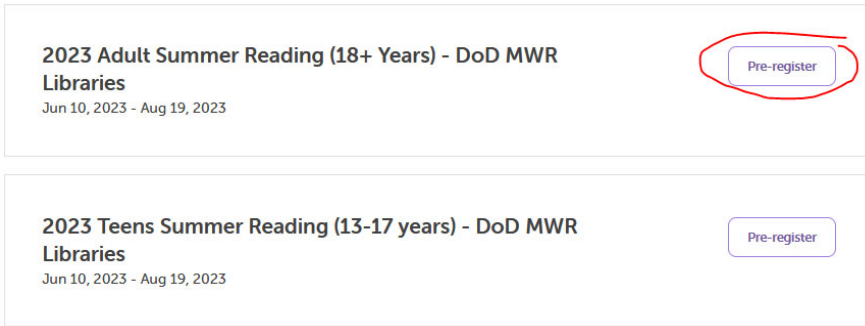 2023 Adult Summer Reading (18+ Years) - DoD MWR
Libraries
Jun 10, 2023 - Aug 19, 2023
Pre-register
2023 Teens Summer Reading (13-17 years) - DoD MWR
Libraries
Jun 10, 2023 - Aug 19, 2023
Pre-register